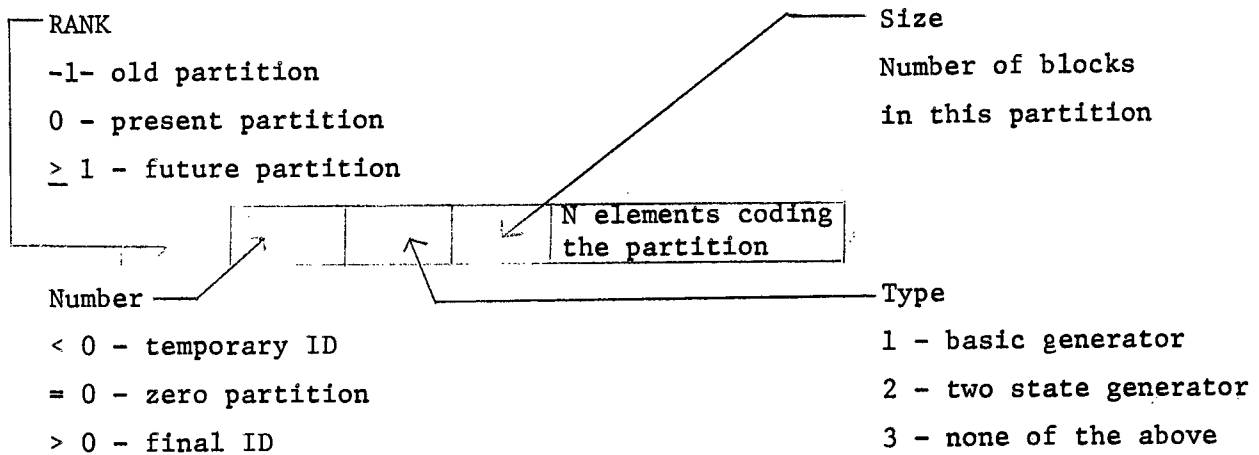 RANK
-1- old partition
0 - present partition
≥ 1 - future partition
Size
Number of blocks
in this partition
N elements coding
the partition
Number
< 0 - temporary ID
= 0 - zero partition
> 0 - final ID
Type
1 - basic generator
2 - two state generator
3 - none of the above